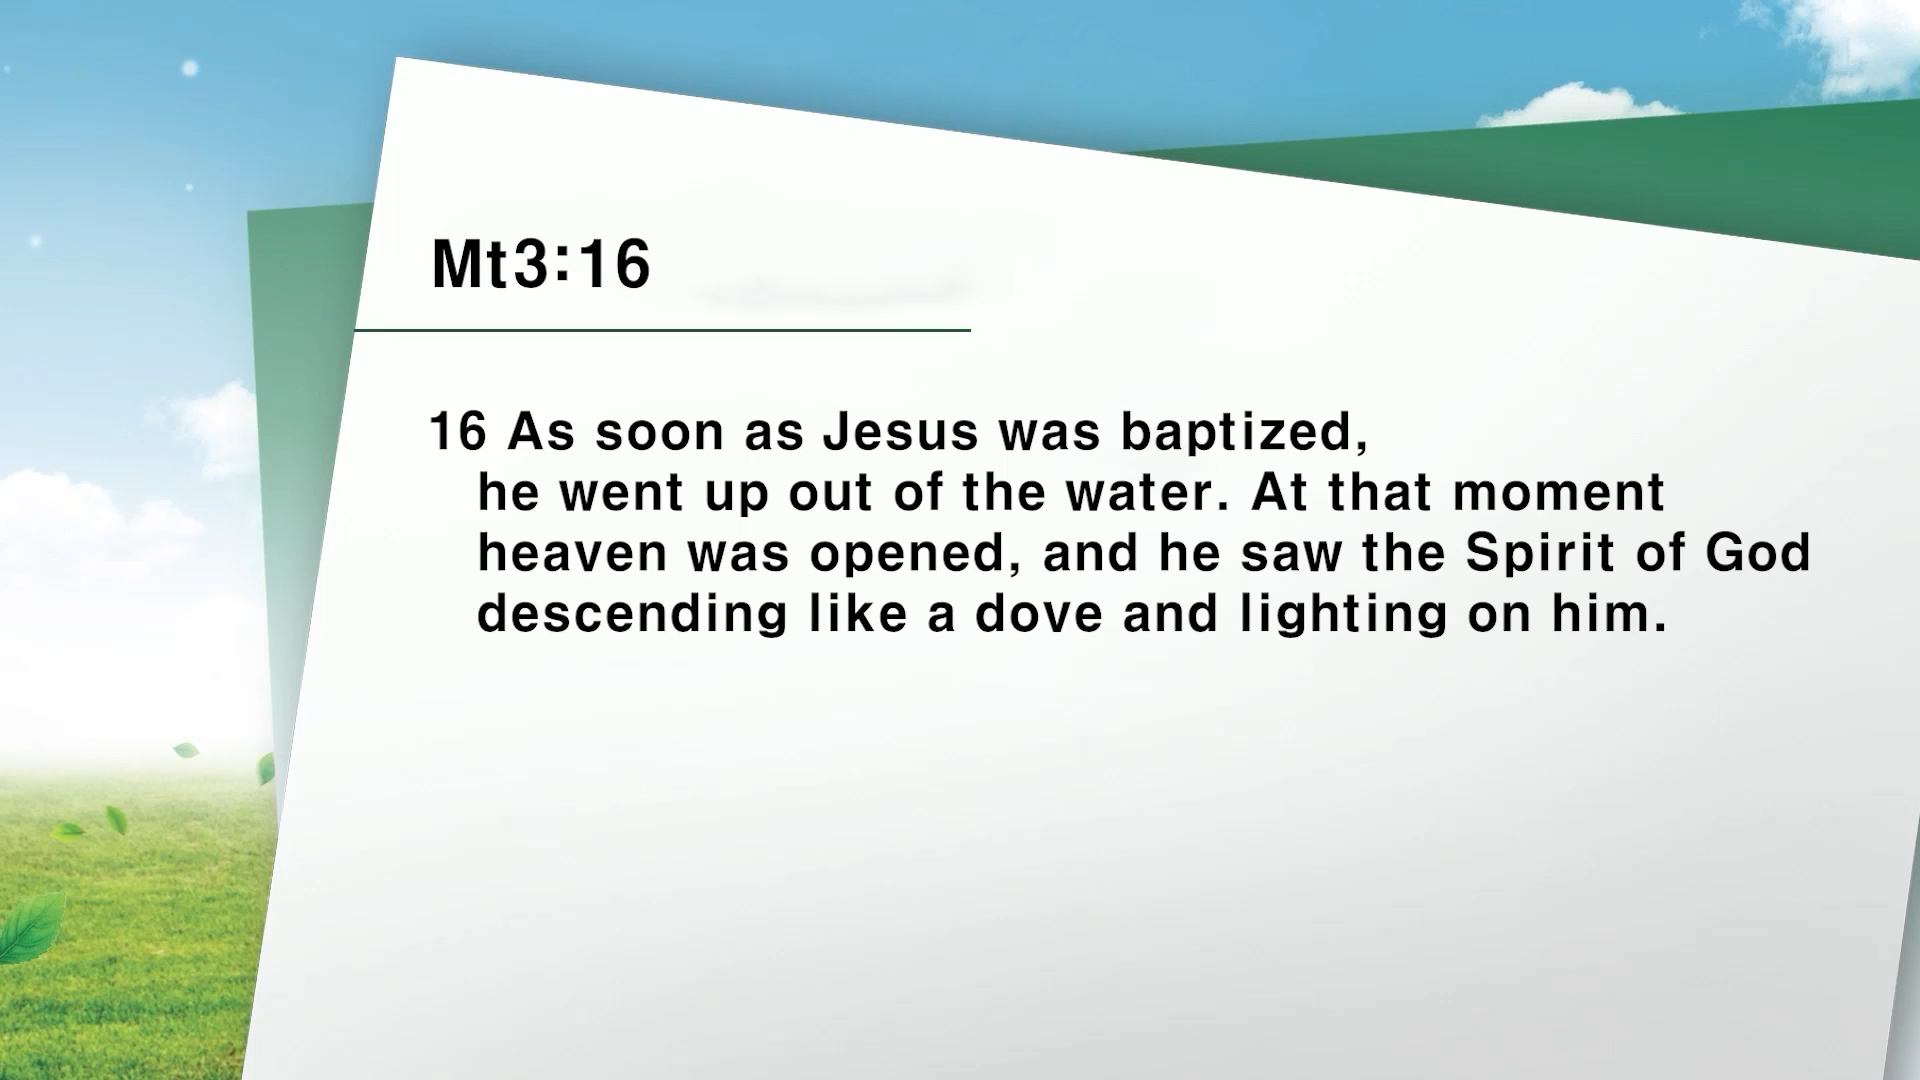 Mt3:16
16 As soon as Jesus was baptized,
he went up out of the water. At that moment
heaven was opened, and he saw the Spirit of God
descending like a dove and lighting on him.